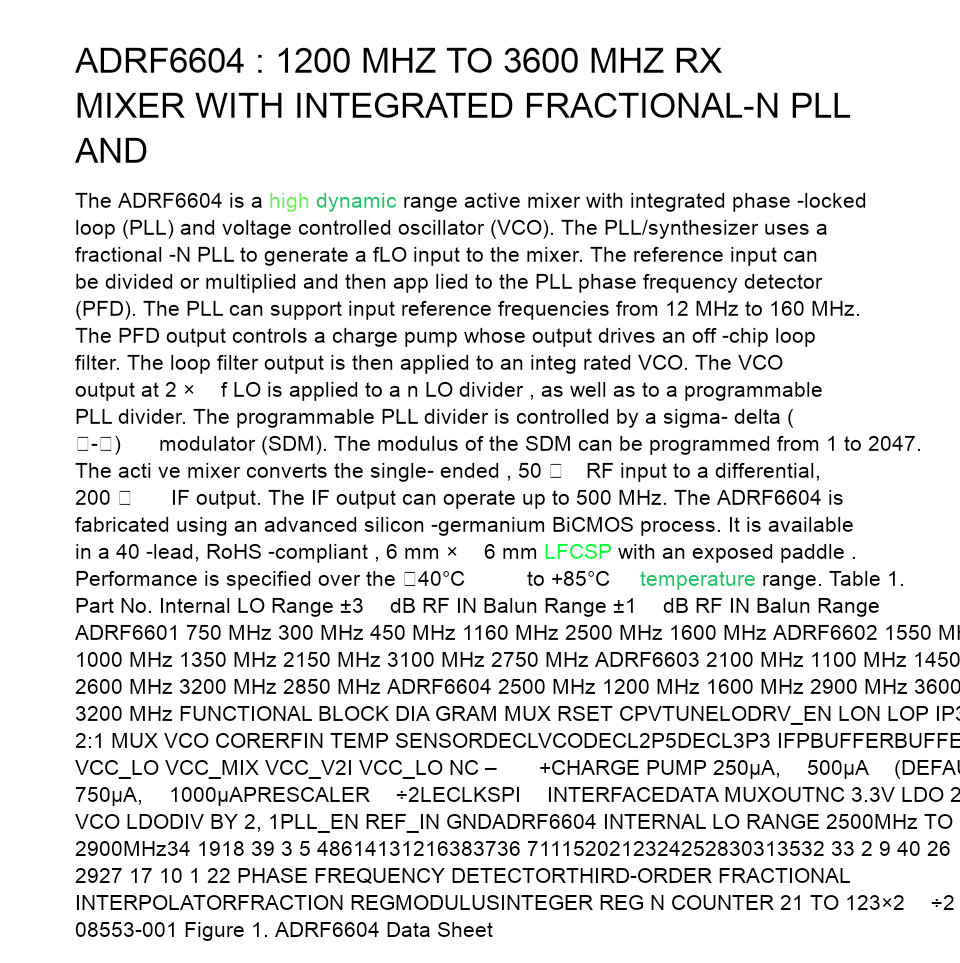 ADRF6604 : 1200 MHZ TO 3600 MHZ RX
MIXER WITH INTEGRATED FRACTIONAL-N PLL
AND
The ADRF6604 is a high dynamic range active mixer with integrated phase -locked
loop (PLL) and voltage controlled oscillator (VCO). The PLL/synthesizer uses a
fractional -N PLL to generate a fLO input to the mixer. The reference input can
be divided or multiplied and then app lied to the PLL phase frequency detector
(PFD). The PLL can support input reference frequencies from 12 MHz to 160 MHz.
The PFD output controls a charge pump whose output drives an off -chip loop
filter. The loop filter output is then applied to an integ rated VCO. The VCO
output at 2 × f LO is applied to a n LO divider , as well as to a programmable
PLL divider. The programmable PLL divider is controlled by a sigma- delta (
□-□) modulator (SDM). The modulus of the SDM can be programmed from 1 to 2047.
The acti ve mixer converts the single- ended , 50 □ RF input to a differential,
200 □ IF output. The IF output can operate up to 500 MHz. The ADRF6604 is
fabricated using an advanced silicon -germanium BiCMOS process. It is available
in a 40 -lead, RoHS -compliant , 6 mm × 6 mm LFCSP with an exposed paddle .
Performance is specified over the □40°C to +85°C temperature range. Table 1.
Part No. Internal LO Range ±3 dB RF IN Balun Range ±1 dB RF IN Balun Range
ADRF6601 750 MHz 300 MHz 450 MHz 1160 MHz 2500 MHz 1600 MHz ADRF6602 1550 MH
1000 MHz 1350 MHz 2150 MHz 3100 MHz 2750 MHz ADRF6603 2100 MHz 1100 MHz 1450
2600 MHz 3200 MHz 2850 MHz ADRF6604 2500 MHz 1200 MHz 1600 MHz 2900 MHz 3600
3200 MHz FUNCTIONAL BLOCK DIA GRAM MUX RSET CPVTUNELODRV_EN LON LOP IP3
2:1 MUX VCO CORERFIN TEMP SENSORDECLVCODECL2P5DECL3P3 IFPBUFFERBUFFE
VCC_LO VCC_MIX VCC_V2I VCC_LO NC – +CHARGE PUMP 250µA, 500µA (DEFAU
750µA, 1000µAPRESCALER ÷2LECLKSPI INTERFACEDATA MUXOUTNC 3.3V LDO 2
VCO LDODIV BY 2, 1PLL_EN REF_IN GNDADRF6604 INTERNAL LO RANGE 2500MHz TO
2900MHz34 1918 39 3 5 48614131216383736 7111520212324252830313532 33 2 9 40 26
2927 17 10 1 22 PHASE FREQUENCY DETECTORTHIRD-ORDER FRACTIONAL
INTERPOLATORFRACTION REGMODULUSINTEGER REG N COUNTER 21 TO 123×2 ÷2
08553-001 Figure 1. ADRF6604 Data Sheet